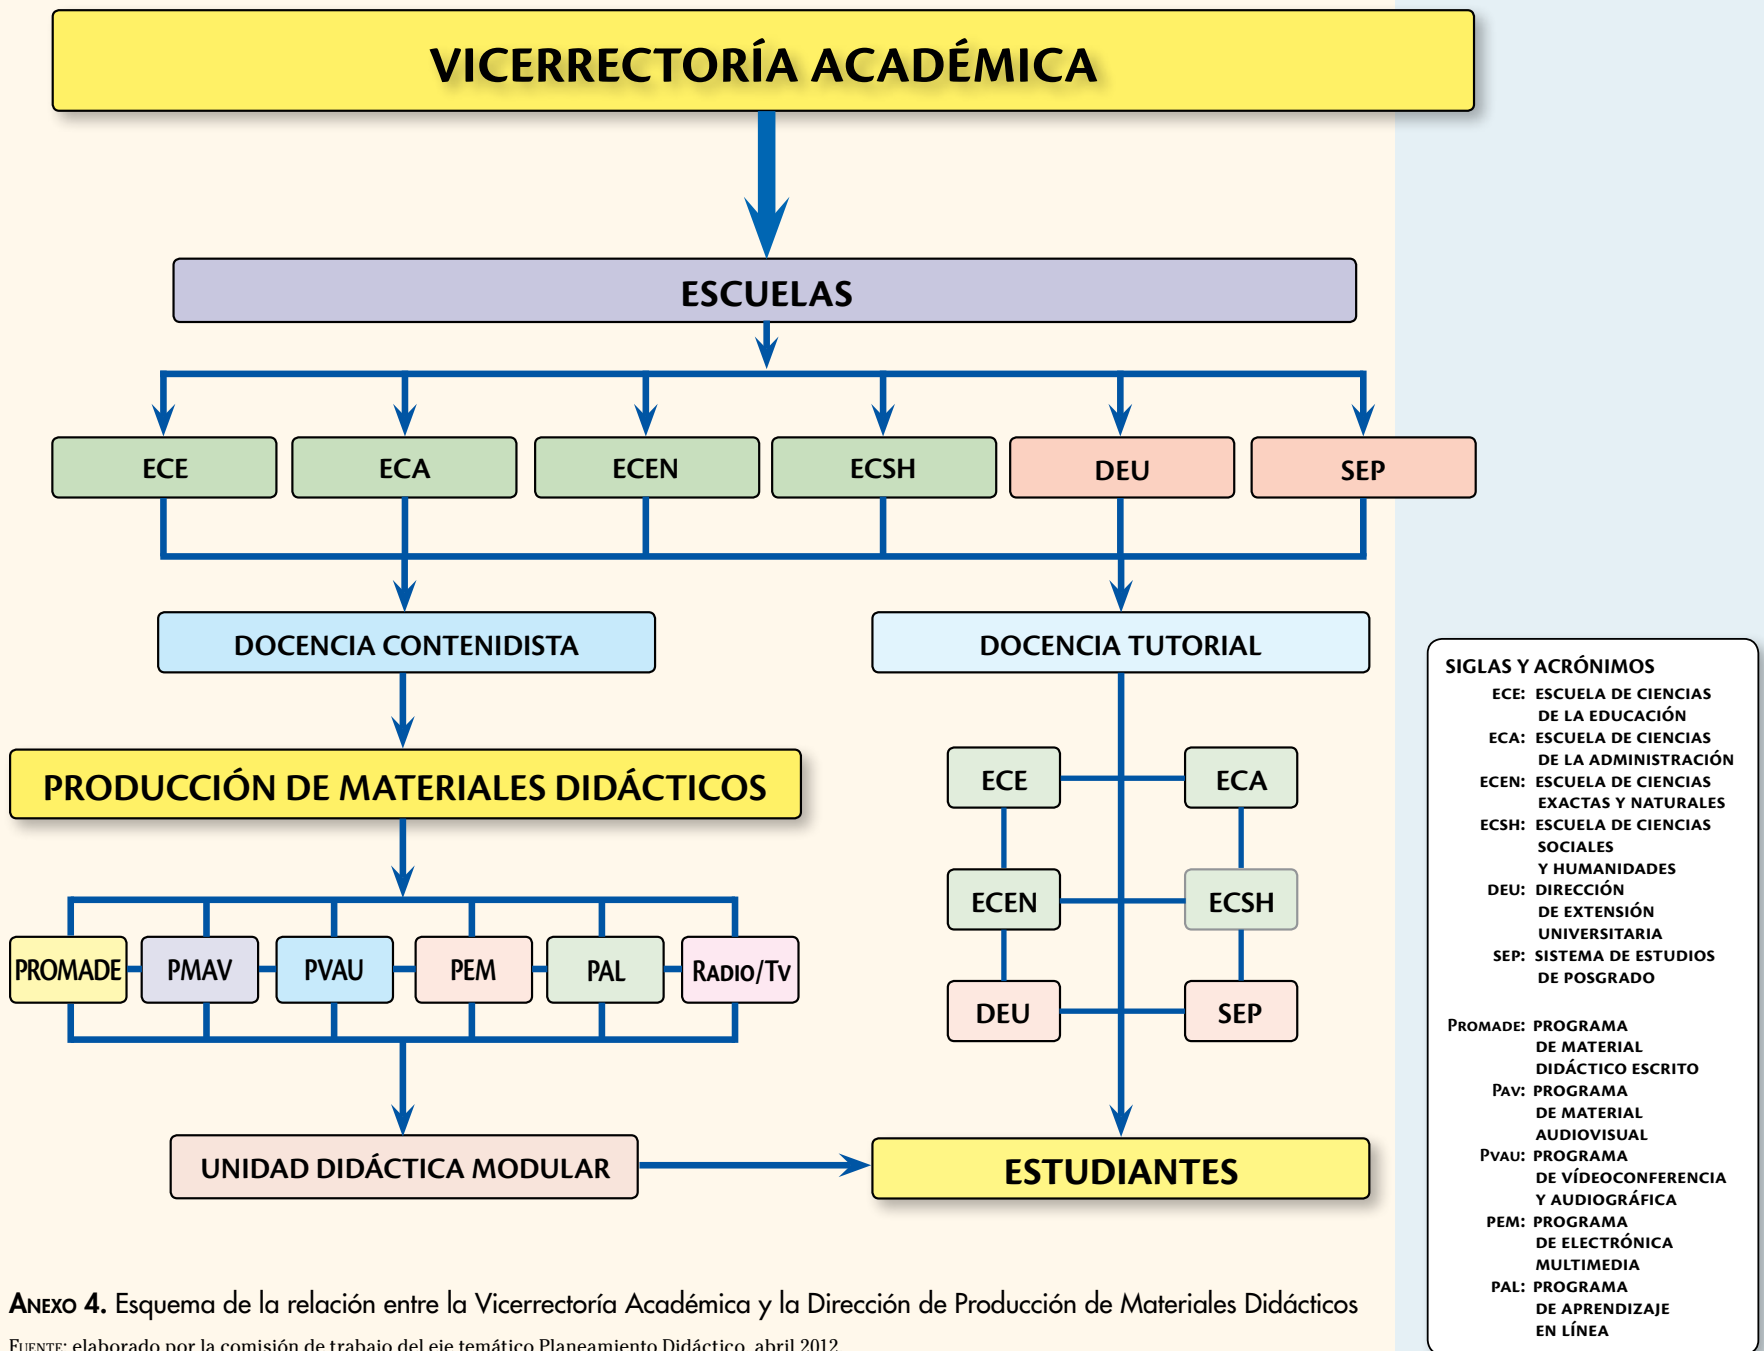 VICERRECTORÍA ACADÉMICA
ESCUELAS
ECE
ECA
ECEN
ECSH
DEU
SEP
DOCENCIA CONTENIDISTA
DOCENCIA TUTORIAL
PRODUCCIÓN DE MATERIALES DIDÁCTICOS
ECE
ECA
ECEN
ECSH
DEU
SEP
PROMADE
PMAV
PVAU
PEM
PAL
RADIO/TV
UNIDAD DIDÁCTICA MODULAR
ESTUDIANTES
SIGLAS Y ACRÓNIMOS
ECE: ESCUELA DE CIENCIAS
DE LA EDUCACIÓN
ECA: ESCUELA DE CIENCIAS
DE LA ADMINISTRACIÓN
ECEN: ESCUELA DE CIENCIAS
EXACTAS Y NATURALES
ECSH: ESCUELA DE CIENCIAS
SOCIALES
Y HUMANIDADES
DEU: DIRECCIÓN
DE EXTENSIÓN
UNIVERSITARIA
SEP: SISTEMA DE ESTUDIOS
DE POSGRADO
PROMADE: PROGRAMA
DE MATERIAL
DIDÁCTICO ESCRITO
PAV: PROGRAMA
DE MATERIAL
AUDIOVISUAL
PVAU: PROGRAMA
DE VÍDEOCONFERENCIA
Y AUDIOGRÁFICA
PEM: PROGRAMA
DE ELECTRÓNICA
MULTIMEDIA
PAL: PROGRAMA
DE APRENDIZAJE
EN LÍNEA
ANEXO 4. Esquema de la relación entre la Vicerrectoría Académica y la Dirección de Producción de Materiales Didácticos
FUENTE: elaborado por la comisión de trabajo del eje temático Planeamiento Didáctico, abril 2012